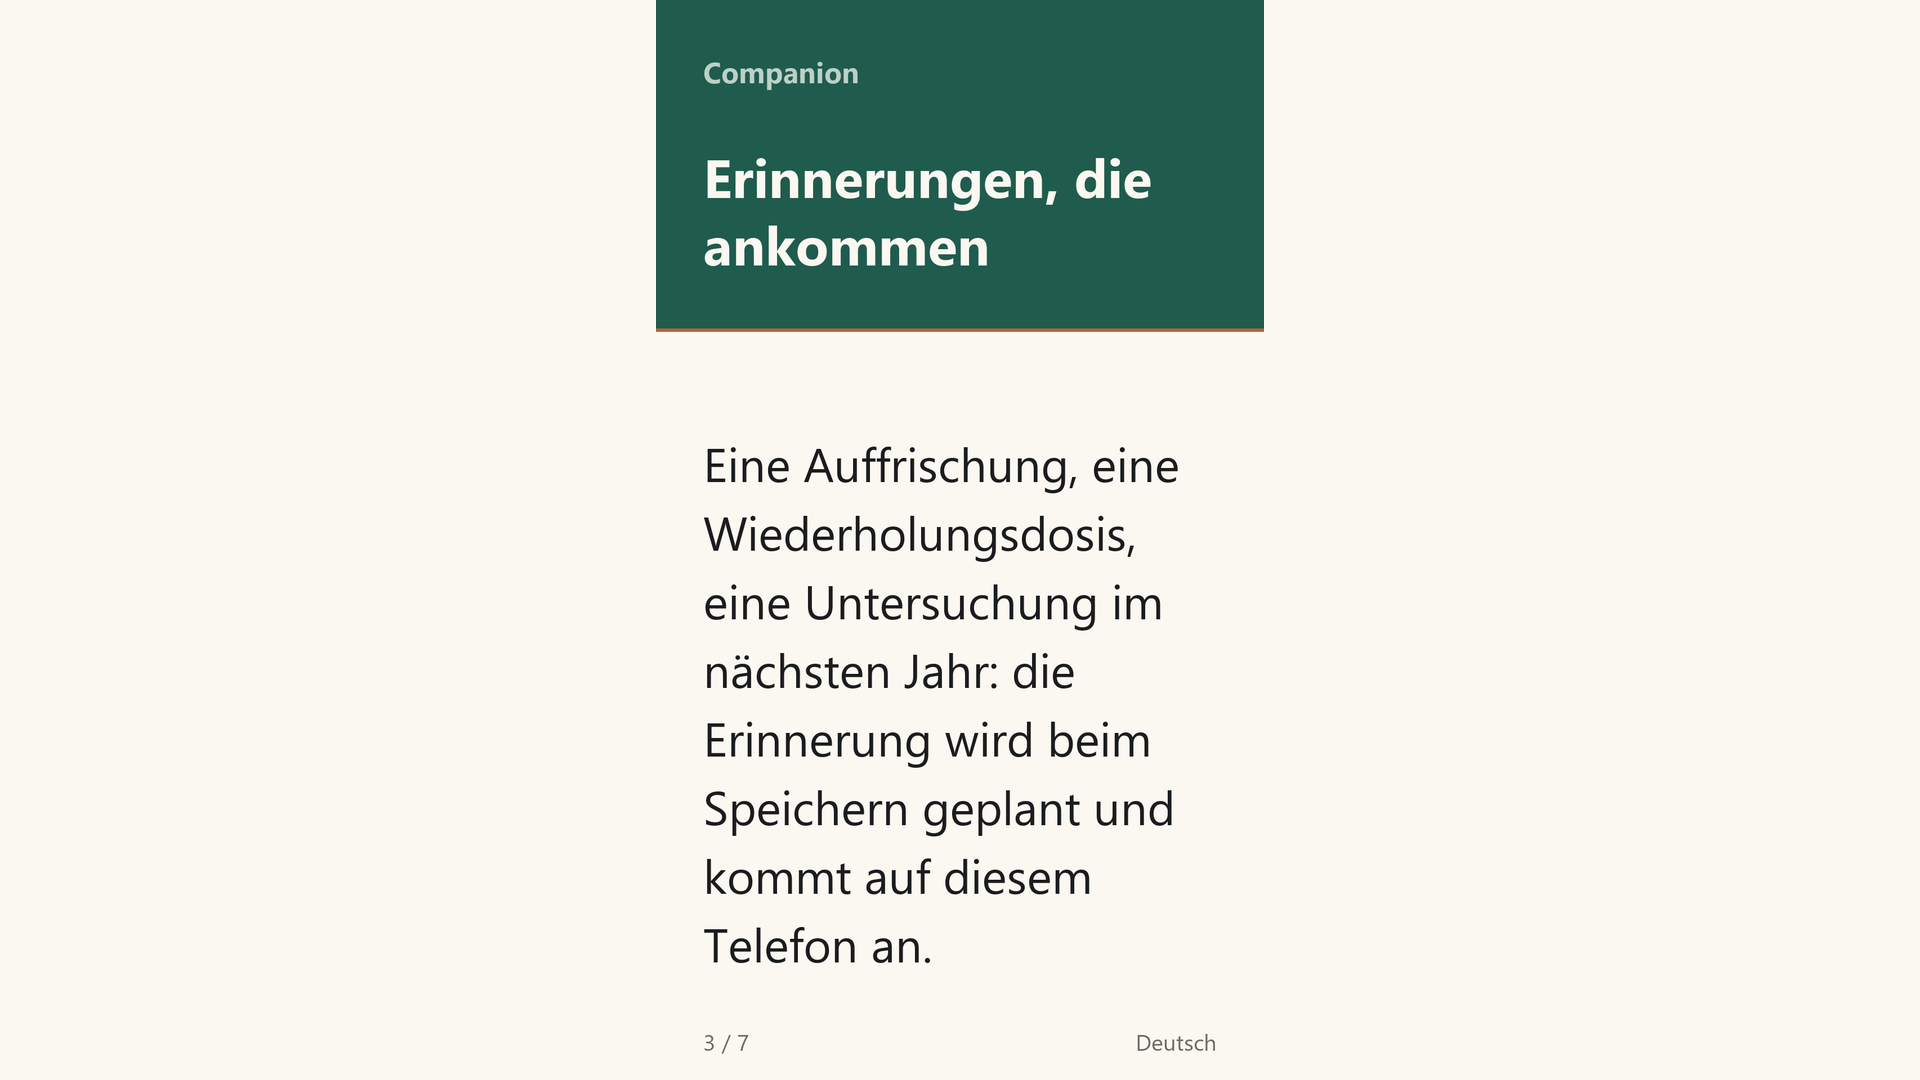 Companion
Erinnerungen, die
ankommen
Eine Auffrischung, eine
Wiederholungsdosis,
eine Untersuchung im
nächsten Jahr: die
Erinnerung wird beim
Speichern geplant und
kommt auf diesem
Telefon an.
3 / 7
Deutsch